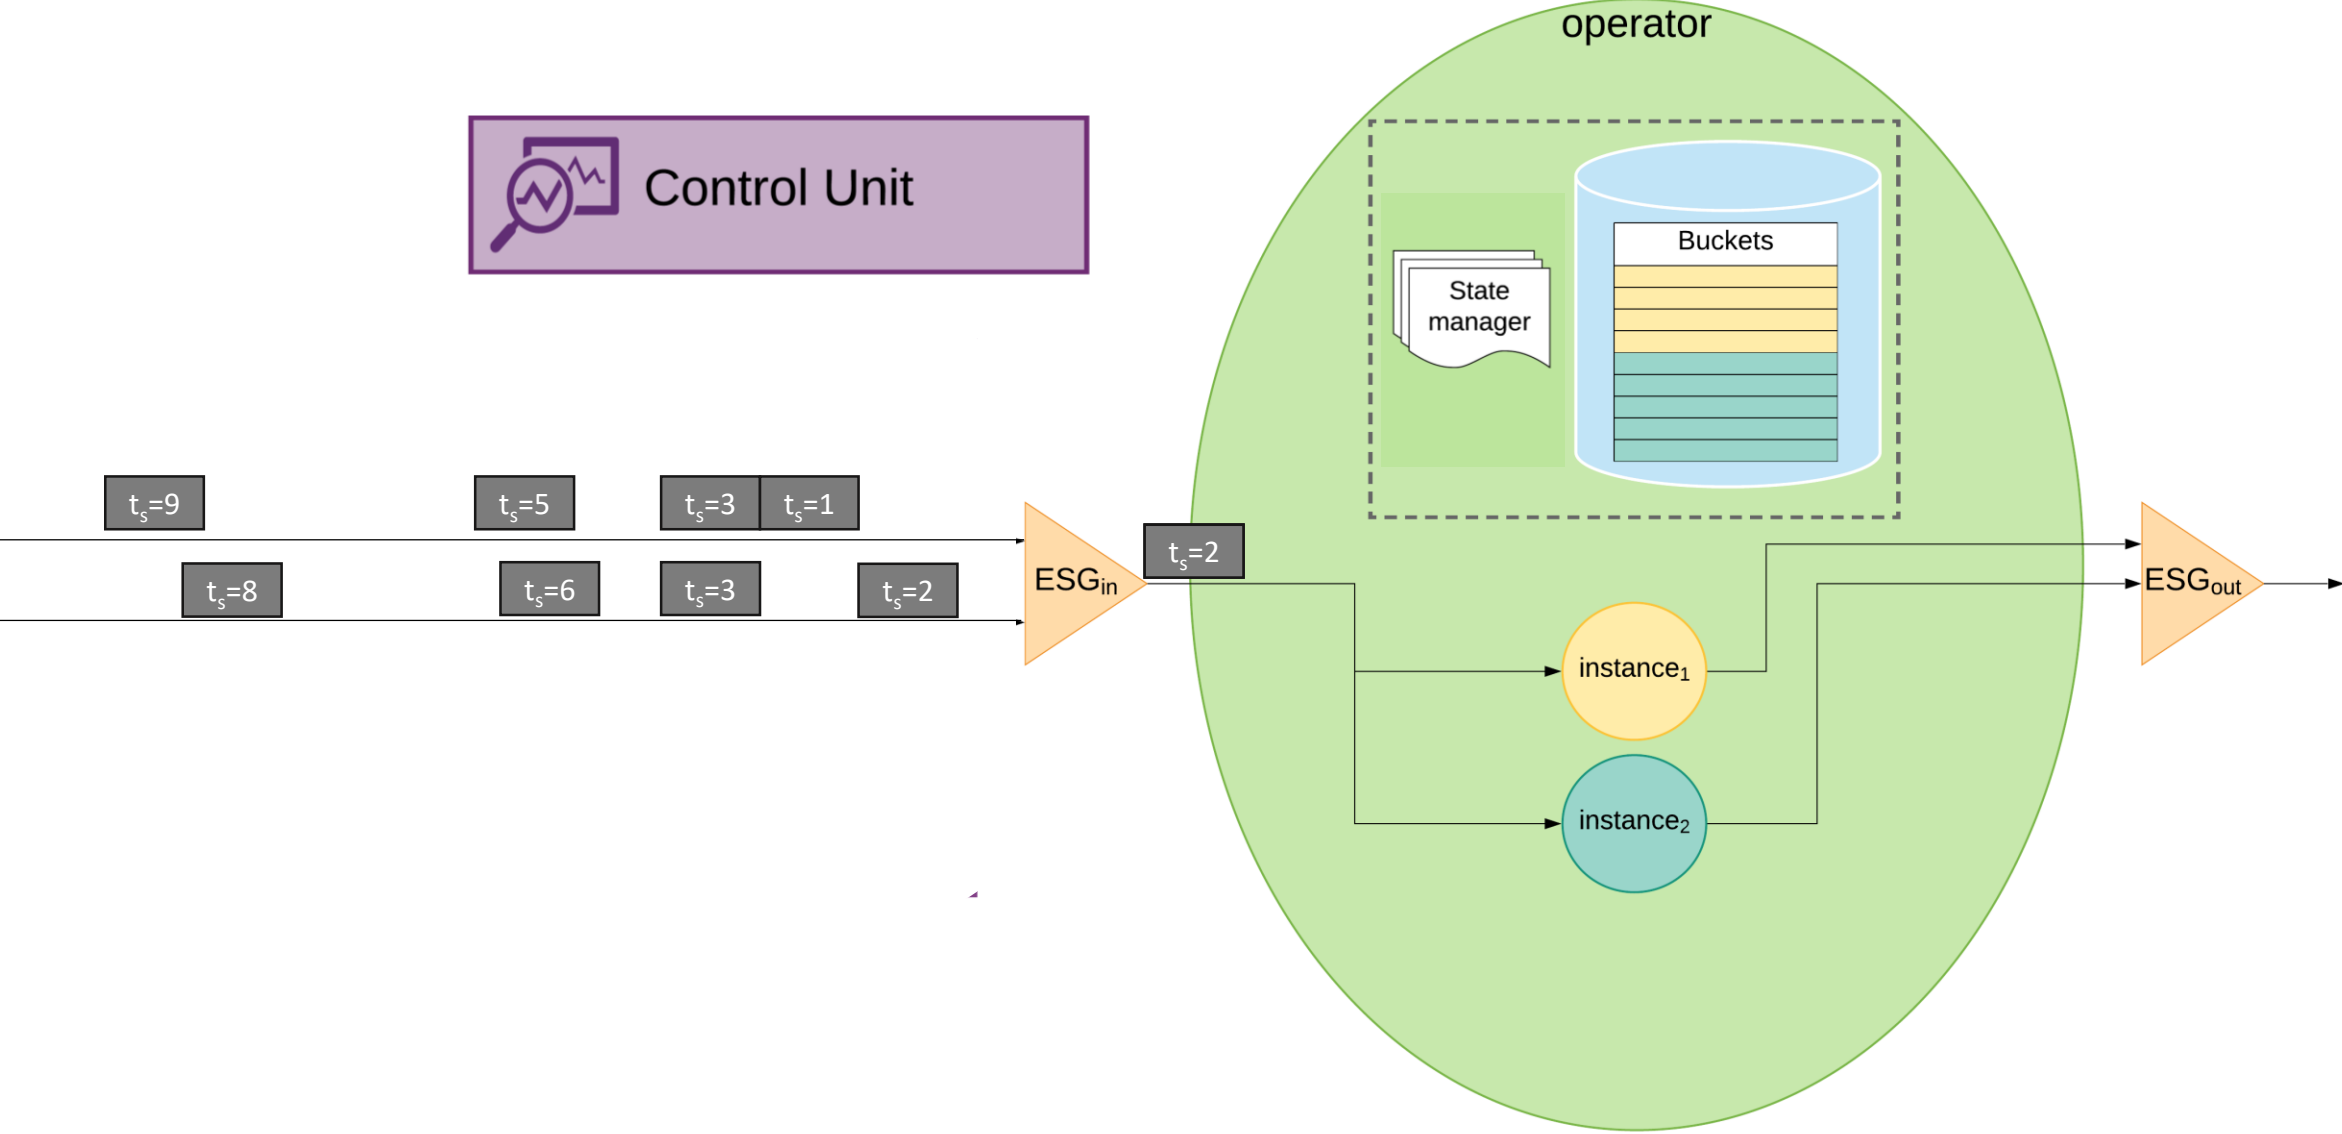 operator
Control Unit
Buckets
State
manager
tₛ=9
tₛ=5
tₛ=3
tₛ=1
tₛ=2
tₛ=8
tₛ=6
tₛ=3
tₛ=2
ESGin
ESGout
instance₁
instance₂